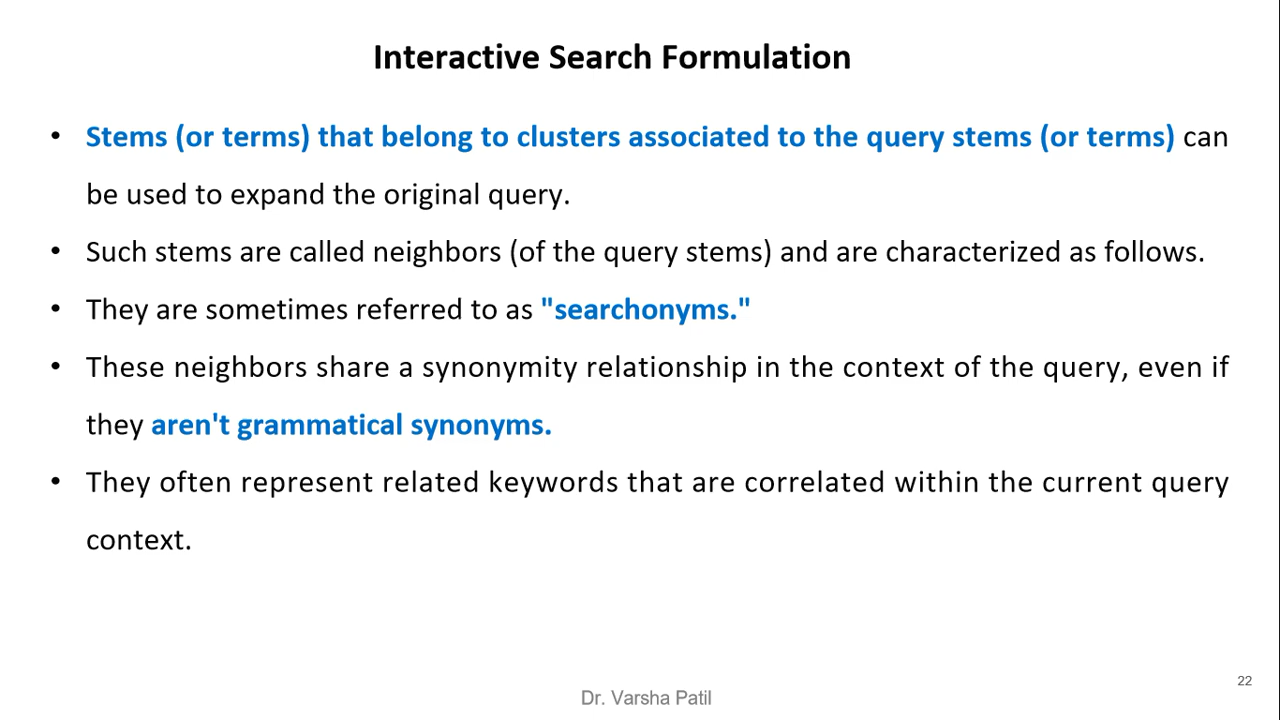 Interactive Search Formulation
• Stems (or terms) that belong to clusters associated to the query stems (or terms) can
be used to expand the original query.
• Such stems are called neighbors (of the query stems) and are characterized as follows.
• They are sometimes referred to as "searchonyms."
• These neighbors share a synonymity relationship in the context of the query, even if
they aren't grammatical synonyms.
• They often represent related keywords that are correlated within the current query
context.
22
Dr. Varsha Patil